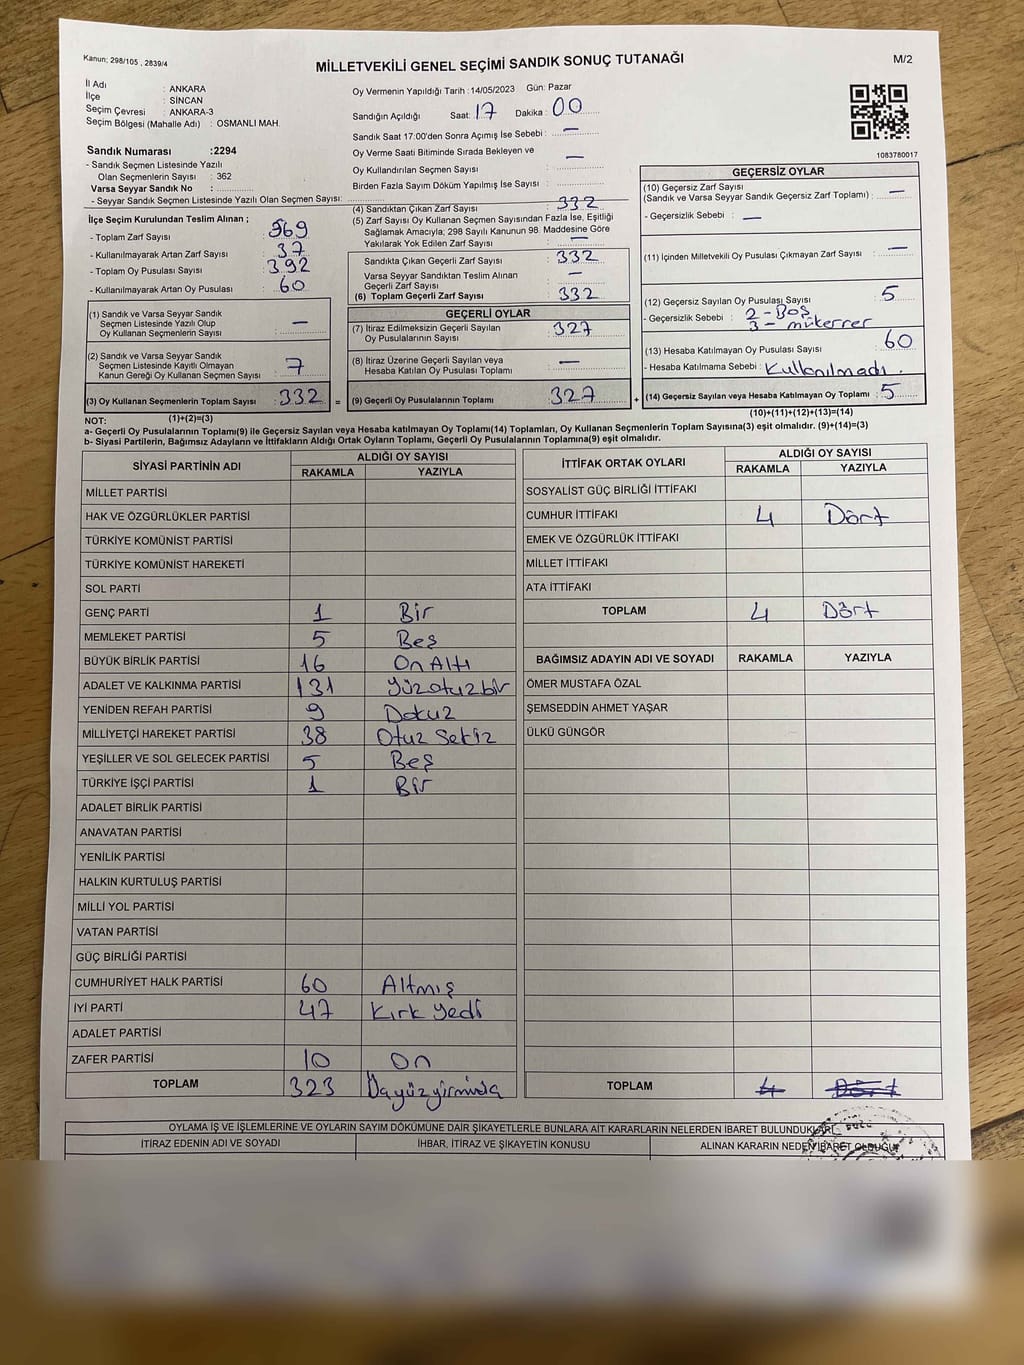 Kanun; 298/105 , 2839/4
MİLLETVEKİLİ GENEL SEÇİMİ SANDIK SONUÇ TUTANAĞI
M/2
İl Adı : ANKARA
İlçe : SİNCAN
Seçim Çevresi : ANKARA-3
Seçim Bölgesi (Mahalle Adı) : OSMANLI MAH.
Sandık Numarası :2294
- Sandık Seçmen Listesinde Yazılı
Olan Seçmenlerin Sayısı : 362
Varsa Seyyar Sandık No :
- Seyyar Sandık Seçmen Listesinde Yazılı Olan Seçmen Sayısı:
Oy Vermenin Yapıldığı Tarih :14/05/2023 Gün: Pazar
Sandığın Açıldığı Saat: 17 Dakika: 00
Sandık Saat 17:00'den Sonra Açımış İse Sebebi : —
Oy Verme Saati Bitiminde Sırada Bekleyen ve
Oy Kullandırılan Seçmen Sayısı : —
Birden Fazla Sayım Döküm Yapılmış İse Sayısı :
1083780017
İlçe Seçim Kurulundan Teslim Alınan ;
- Toplam Zarf Sayısı : 369
- Kullanılmayarak Artan Zarf Sayısı : 37
- Toplam Oy Pusulası Sayısı : 392
- Kullanılmayarak Artan Oy Pusulası : 60
(1) Sandık ve Varsa Seyyar Sandık
Seçmen Listesinde Yazılı Olup
Oy Kullanan Seçmenlerin Sayısı : —
(2) Sandık ve Varsa Seyyar Sandık
Seçmen Listesinde Kayıtlı Olmayan
Kanun Gereği Oy Kullanan Seçmen Sayısı : 7
(3) Oy Kullanan Seçmenlerin Toplam Sayısı : 332 =
(1)+(2)=(3)
(4) Sandıktan Çıkan Zarf Sayısı : 332
(5) Zarf Sayısı Oy Kullanan Seçmen Sayısından Fazla İse, Eşitliği
Sağlamak Amacıyla; 298 Sayılı Kanunun 98. Maddesine Göre
Yakılarak Yok Edilen Zarf Sayısı : —
Sandıkta Çıkan Geçerli Zarf Sayısı : 332
Varsa Seyyar Sandıktan Teslim Alınan
Geçerli Zarf Sayısı : —
(6) Toplam Geçerli Zarf Sayısı : 332
GEÇERLİ OYLAR
(7) İtiraz Edilmeksizin Geçerli Sayılan
Oy Pusulalarının Sayısı : 327
(8) İtiraz Üzerine Geçerli Sayılan veya
Hesaba Katılan Oy Pusulası Toplamı : —
(9) Geçerli Oy Pusulalarının Toplamı : 327 +
GEÇERSİZ OYLAR
(10) Geçersiz Zarf Sayısı
(Sandık ve Varsa Seyyar Sandık Geçersiz Zarf Toplamı) : —
- Geçersizlik Sebebi : —
(11) İçinden Milletvekili Oy Pusulası Çıkmayan Zarf Sayısı : —
(12) Geçersiz Sayılan Oy Pusulası Sayısı : 5
- Geçersizlik Sebebi : 2 - Boş
3 - mükerrer
(13) Hesaba Katılmayan Oy Pusulası Sayısı : 60
- Hesaba Katılmama Sebebi : Kullanılmadı.
(14) Geçersiz Sayılan veya Hesaba Katılmayan Oy Toplamı : 5
(10)+(11)+(12)+(13)=(14)
NOT:
a- Geçerli Oy Pusulalarının Toplamı(9) ile Geçersiz Sayılan veya Hesaba katılmayan Oy Toplamı(14) Toplamları, Oy Kullanan Seçmenlerin Toplam Sayısına(3) eşit olmalıdır. (9)+(14)=(3)
b- Siyasi Partilerin, Bağımsız Adayların ve İttifakların Aldığı Ortak Oyların Toplamı, Geçerli Oy Pusulalarının Toplamına(9) eşit olmalıdır.
SİYASİ PARTİNİN ADI ALDIĞI OY SAYISI
RAKAMLA YAZIYLA
MİLLET PARTİSİ
HAK VE ÖZGÜRLÜKLER PARTİSİ
TÜRKİYE KOMÜNİST PARTİSİ
TÜRKİYE KOMÜNİST HAREKETİ
SOL PARTİ
GENÇ PARTİ 1 Bir
MEMLEKET PARTİSİ 5 Beş
BÜYÜK BİRLİK PARTİSİ 16 On Altı
ADALET VE KALKINMA PARTİSİ 131 Yüzotuzbir
YENİDEN REFAH PARTİSİ 9 Dokuz
MİLLİYETÇİ HAREKET PARTİSİ 38 Otuz Sekiz
YEŞİLLER VE SOL GELECEK PARTİSİ 5 Beş
TÜRKİYE İŞÇİ PARTİSİ 1 Bir
ADALET BİRLİK PARTİSİ
ANAVATAN PARTİSİ
YENİLİK PARTİSİ
HALKIN KURTULUŞ PARTİSİ
MİLLİ YOL PARTİSİ
VATAN PARTİSİ
GÜÇ BİRLİĞİ PARTİSİ
CUMHURİYET HALK PARTİSİ 60 Altmış
İYİ PARTİ 47 Kırk Yedi
ADALET PARTİSİ
ZAFER PARTİSİ 10 On
TOPLAM 323
İTTİFAK ORTAK OYLARI ALDIĞI OY SAYISI
RAKAMLA YAZIYLA
SOSYALİST GÜÇ BİRLİĞİ İTTİFAKI
CUMHUR İTTİFAKI 4 Dört
EMEK VE ÖZGÜRLÜK İTTİFAKI
MİLLET İTTİFAKI
ATA İTTİFAKI
TOPLAM 4 Dört
BAĞIMSIZ ADAYIN ADI VE SOYADI RAKAMLA YAZIYLA
ÖMER MUSTAFA ÖZAL
ŞEMSEDDİN AHMET YAŞAR
ÜLKÜ GÜNGÖR
TOPLAM 4 Dört
OYLAMA İŞ VE İŞLEMLERİNE VE OYLARIN SAYIM DÖKÜMÜNE DAİR ŞİKAYETLERLE BUNLARA AİT KARARLARIN NELERDEN İBARET BULUNDUKLARI
İTİRAZ EDENİN ADI VE SOYADI İHBAR, İTİRAZ VE ŞİKAYETİN KONUSU ALINAN KARARIN NEDEN İBARET OLDUĞU